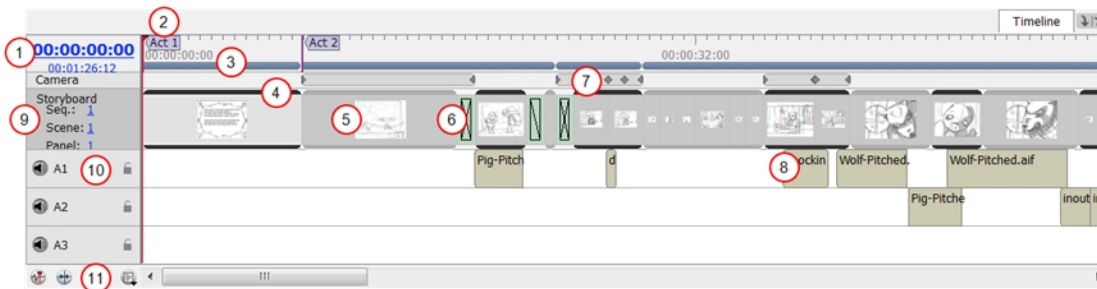 Timeline
2
1 00:00:00:00 Act 1 Act 2
00:00:00:00 00:00:32:00
00:01:26:12 3
Camera 7
4
Storyboard
9 Seq.: 1 5 6
Scene: 1
Panel: 1
10 A1 Pig-Pitch d 8 ockin Wolf-Pitched. Wolf-Pitched.aif
A2 Pig-Pitche inout i
A3
11